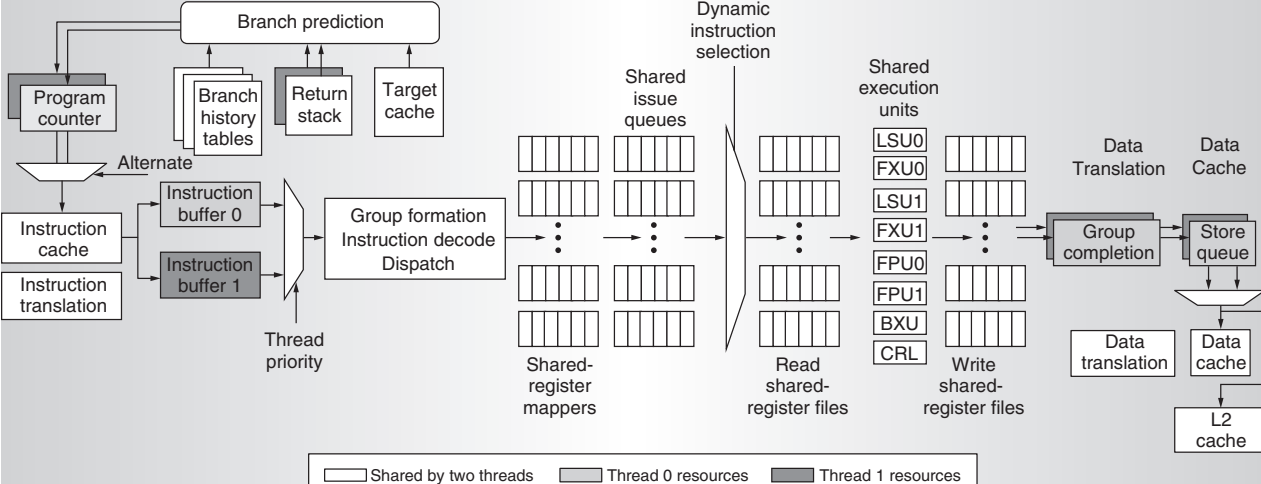 Branch prediction
Program
counter
Branch
history
tables
Return
stack
Target
cache
Alternate
Instruction
cache
Instruction
translation
Instruction
buffer 0
Instruction
buffer 1
Thread
priority
Group formation
Instruction decode
Dispatch
Shared-
register
mappers
Shared
issue
queues
Dynamic
instruction
selection
Read
shared-
register files
Shared
execution
units
LSU0
FXU0
LSU1
FXU1
FPU0
FPU1
BXU
CRL
Write
shared-
register files
Data
Translation
Group
completion
Data
Cache
Store
queue
Data
translation
Data
cache
L2
cache
Shared by two threads
Thread 0 resources
Thread 1 resources